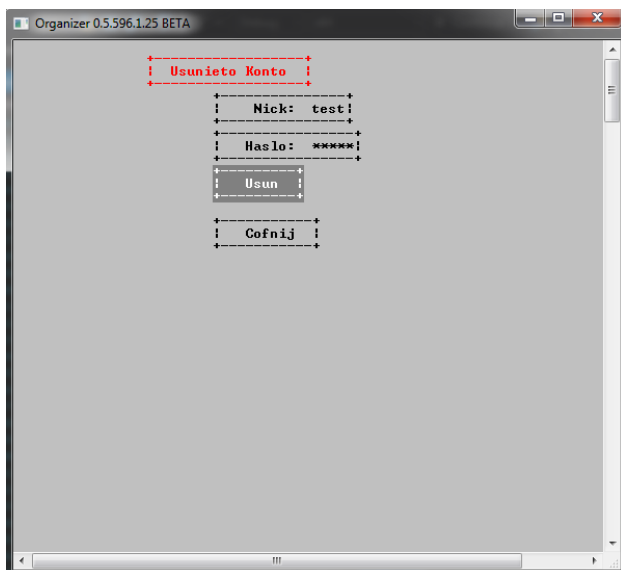 Organizer 0.5.596.1.25 BETA
Usunieto Konto
Nick: test
Haslo: *****
Usun
Cofnij